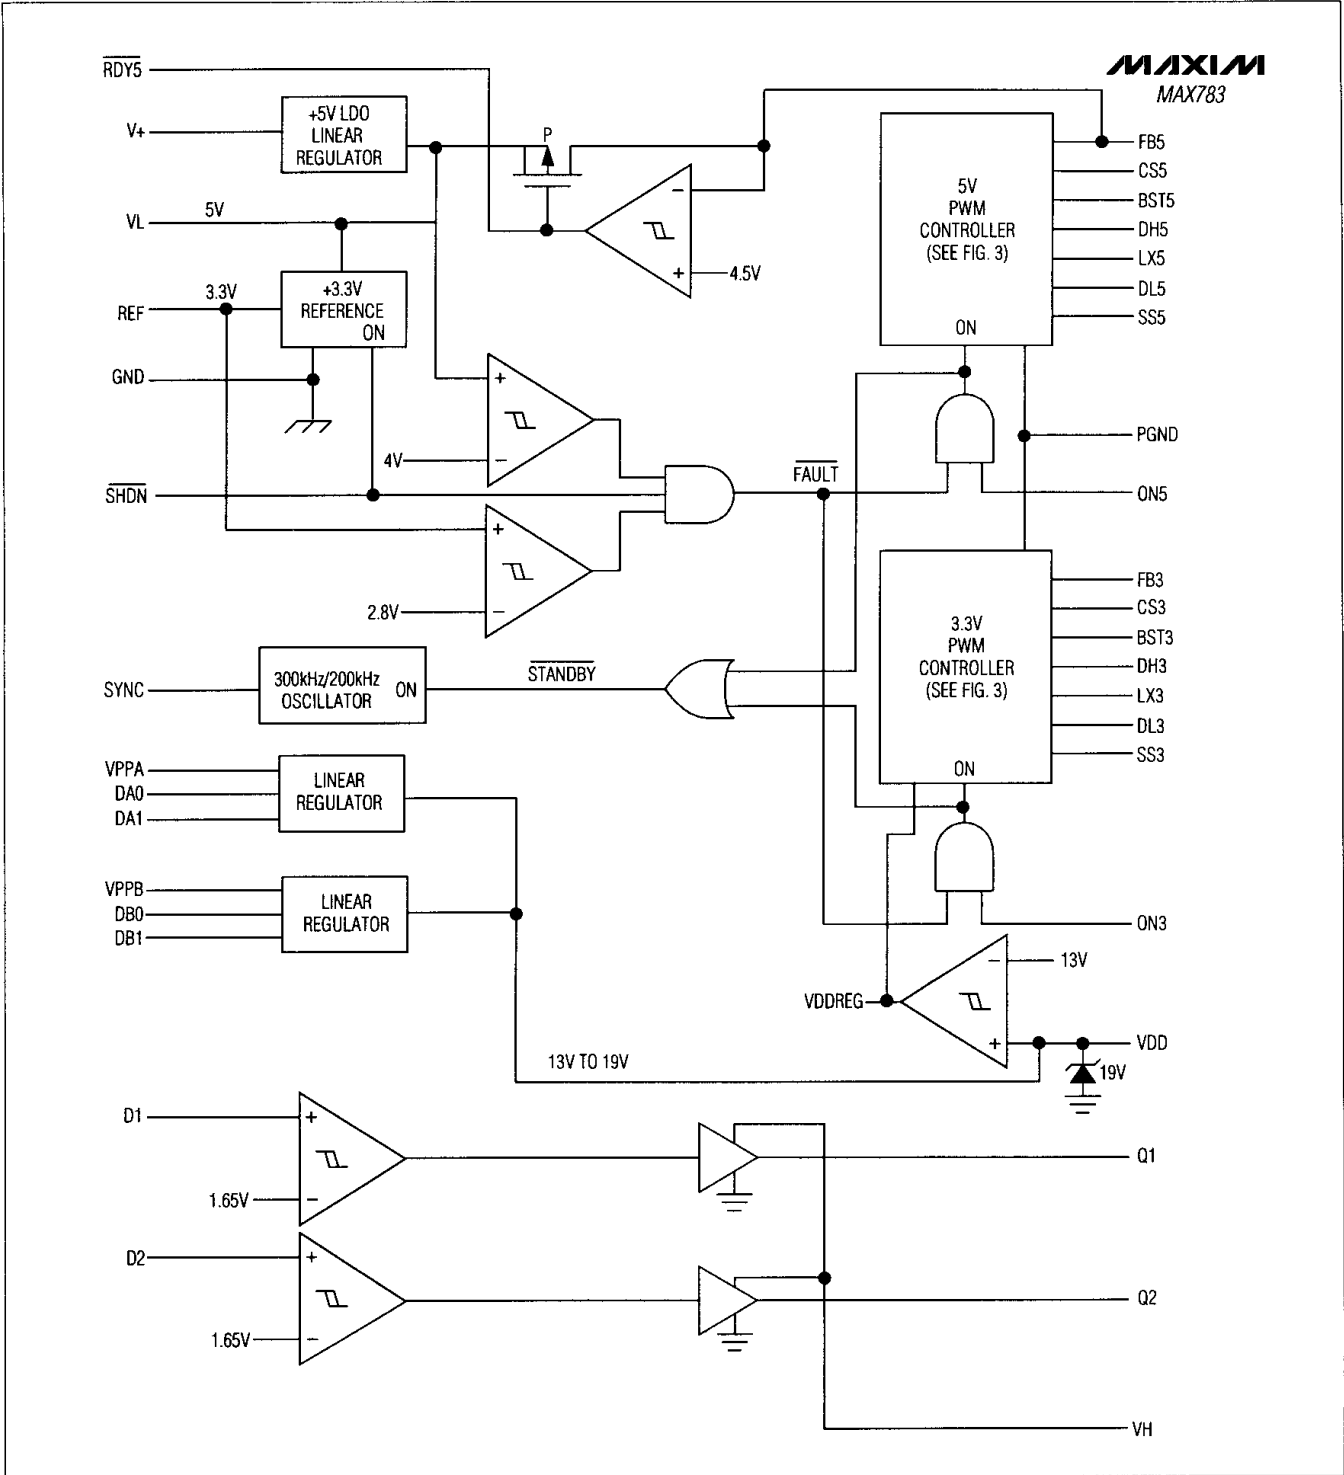 MAXIM
MAX783
RDY5
V+
+5V LDO
LINEAR
REGULATOR
P
VL
5V
−
+
4.5V
REF
3.3V
+3.3V
REFERENCE
ON
GND
+
−
4V
SHDN
+
−
2.8V
FAULT
5V
PWM
CONTROLLER
(SEE FIG. 3)
ON
FB5
CS5
BST5
DH5
LX5
DL5
SS5
PGND
ON5
3.3V
PWM
CONTROLLER
(SEE FIG. 3)
ON
FB3
CS3
BST3
DH3
LX3
DL3
SS3
ON3
SYNC
300kHz/200kHz
OSCILLATOR
ON
STANDBY
VPPA
DA0
DA1
LINEAR
REGULATOR
VPPB
DB0
DB1
LINEAR
REGULATOR
−
13V
VDDREG
+
VDD
19V
13V TO 19V
D1
+
1.65V
−
Q1
D2
+
1.65V
−
Q2
VH